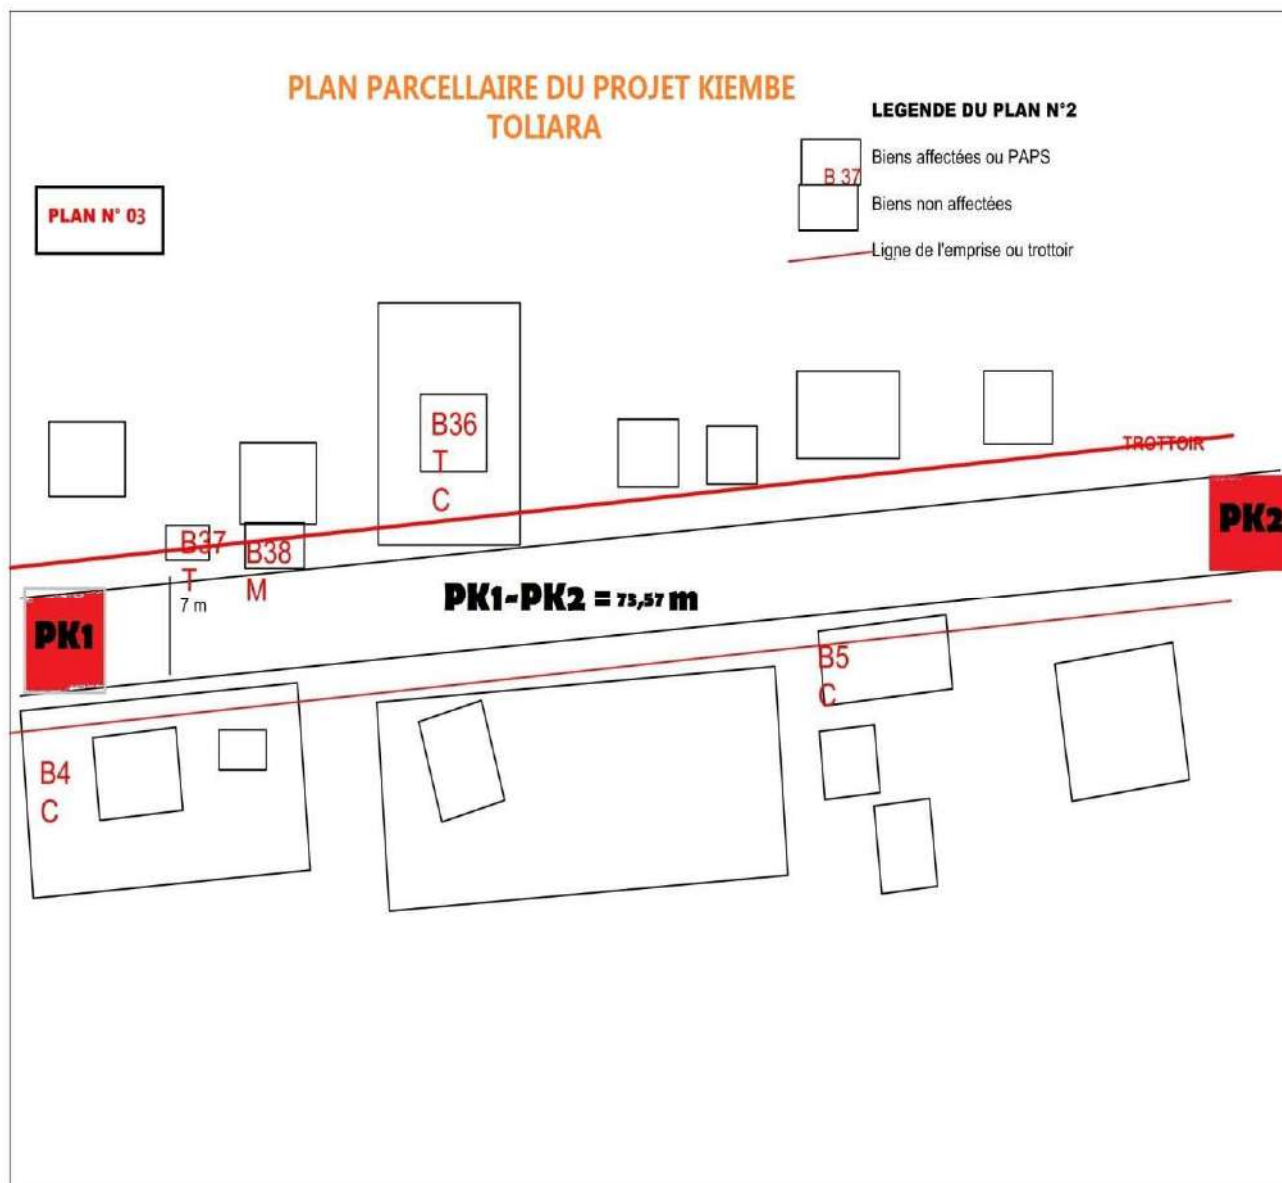 PLAN PARCELLAIRE DU PROJET KIEMBE
TOLIARA
LEGENDE DU PLAN N°2
Biens affectées ou PAPS
B 37
Biens non affectées
Ligne de l'emprise ou trottoir
PLAN N° 03
B36
T
C
TROTTOIR
PK2
B37
T
B38
M
7 m
PK1-PK2 = 73,57 m
PK1
B5
C
B4
C